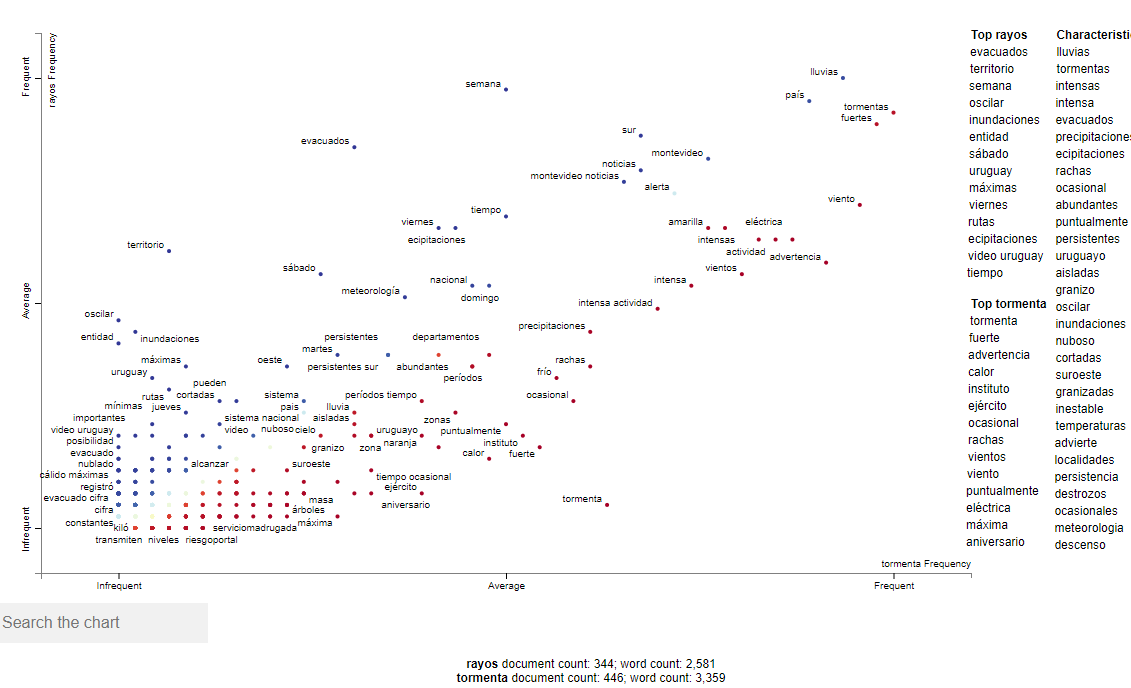 Top rayos
Characteristi
evacuados
lluvias
territorio
tormentas
semana
intensas
oscilar
intensa
inundaciones
evacuados
entidad
precipitacione
sábado
ecipitaciones
uruguay
rachas
máximas
ocasional
viernes
abundantes
rutas
puntualmente
ecipitaciones
persistentes
video uruguay
uruguayo
tiempo
aisladas
granizo
Top tormenta
oscilar
tormenta
inundaciones
fuerte
nuboso
advertencia
cortadas
calor
suroeste
instituto
granizadas
ejército
inestable
ocasional
temperaturas
rachas
advierte
vientos
localidades
viento
persistencia
puntualmente
destrozos
eléctrica
ocasionales
máxima
meteorologia
aniversario
descenso
Frequent
rayos Frequency
Average
Infrequent
lluvias
semana
país
tormentas
fuertes
sur
evacuados
montevideo
noticias
montevideo noticias
alerta
viento
tiempo
viernes
amarilla
eléctrica
ecipitaciones
intensas
territorio
actividad
advertencia
sábado
vientos
nacional
intensa
meteorología
domingo
intensa actividad
oscilar
precipitaciones
entidad
inundaciones
persistentes
departamentos
martes
máximas
oeste
rachas
persistentes sur
abundantes
uruguay
frío
períodos
pueden
rutas
cortadas
sistema
períodos tiempo
ocasional
mínimas
jueves
pais
lluvia
importantes
sistema nacional
aisladas
zonas
video uruguay
video
nuboso
cielo
uruguayo
puntualmente
posibilidad
granizo
zona
naranja
instituto
evacuado
calor
fuerte
nublado
alcanzar
suroeste
cálido máximas
tiempo ocasional
registró
ejército
evacuado cifra
masa
tormenta
cifra
árboles
aniversario
constantes
kiló
servicio
madrugada
máxima
transmiten
niveles
riesgo
portal
tormenta Frequency
Infrequent
Average
Frequent
Search the chart
rayos document count: 344; word count: 2,581
tormenta document count: 446; word count: 3,359